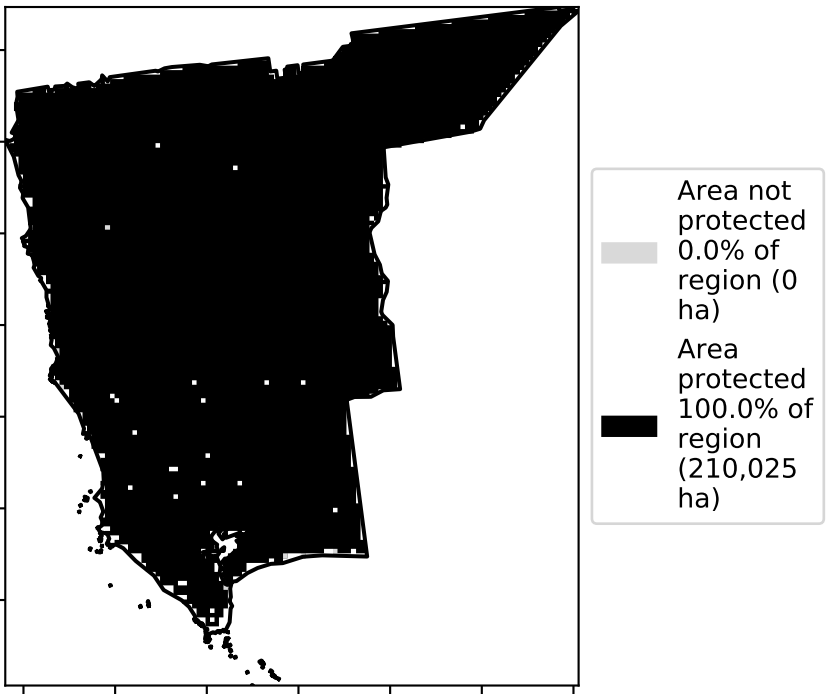 Area not
protected
0.0% of
region (0
ha)
Area
protected
100.0% of
region
(210,025
ha)